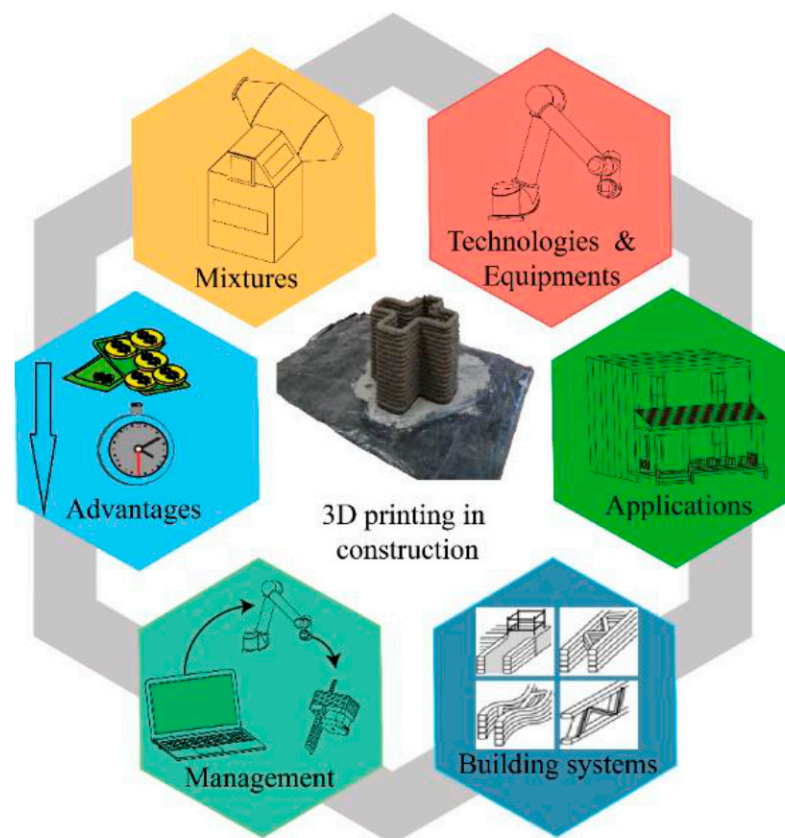 Mixtures
Technologies &
Equipments
Advantages
3D printing in
construction
Applications
Management
Building systems